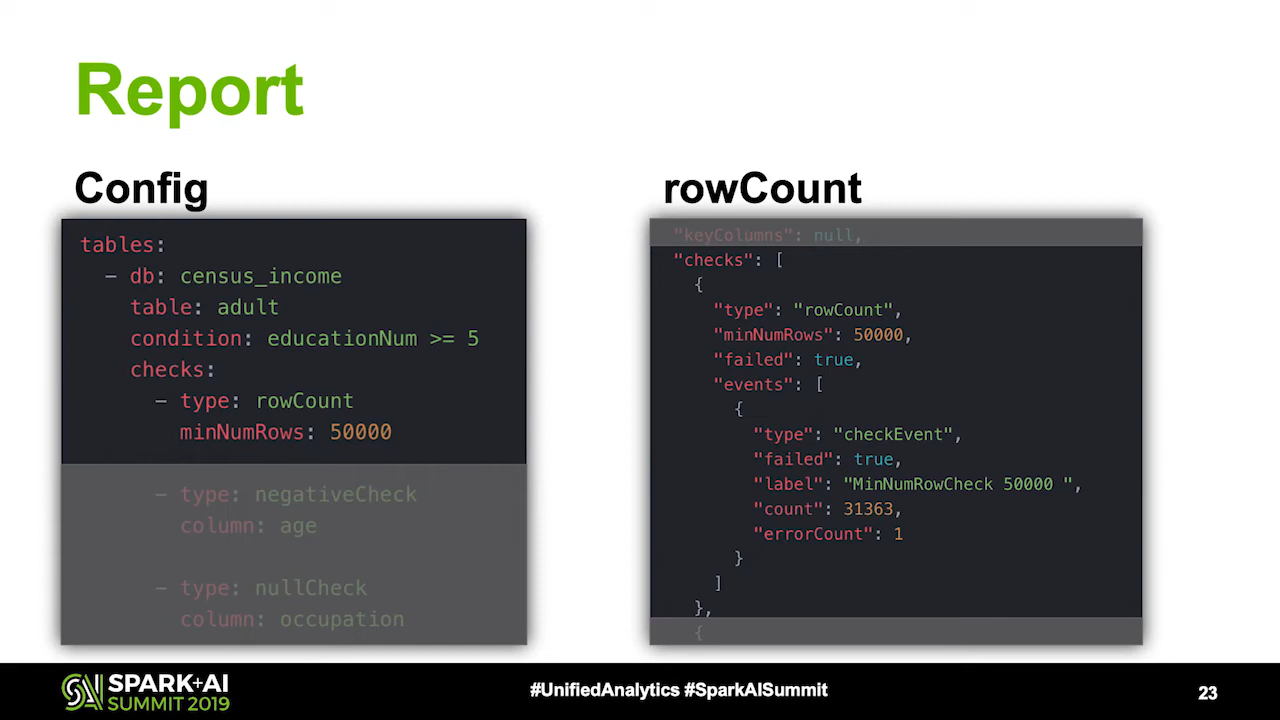 Report
Config
tables:
- db: census_income
table: adult
condition: educationNum >= 5
checks:
- type: rowCount
minNumRows: 50000
- type: negativeCheck
column: age
- type: nullCheck
column: occupation
rowCount
"keyColumns": null,
"checks": [
{
"type": "rowCount",
"minNumRows": 50000,
"failed": true,
"events": [
{
"type": "checkEvent",
"failed": true,
"label": "MinNumRowCheck 50000 ",
"count": 31363,
"errorCount": 1
}
]
},
{
SPARK+AI
SUMMIT 2019
#UnifiedAnalytics #SparkAISummit
23